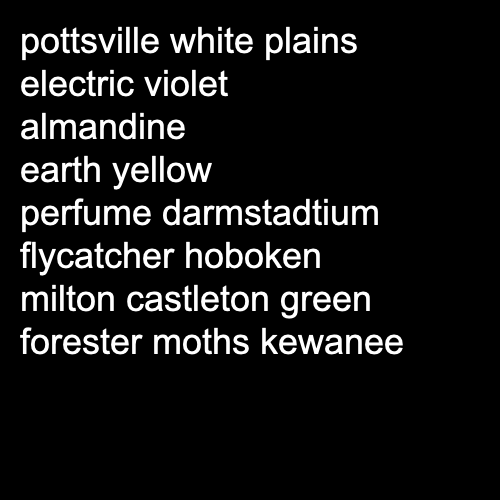 pottsville white plains
electric violet
almandine
earth yellow
perfume darmstadtium
flycatcher hoboken
milton castleton green
forester moths kewanee